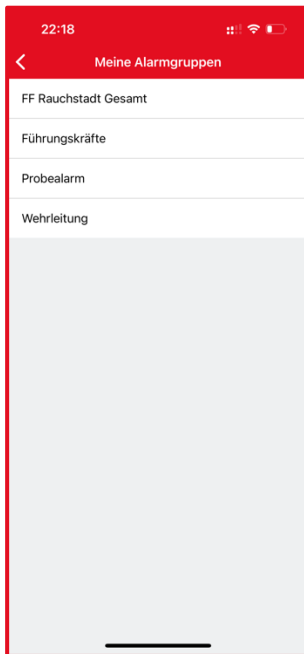 22:18
Meine Alarmgruppen
FF Rauchstadt Gesamt
Führungskräfte
Probealarm
Wehrleitung